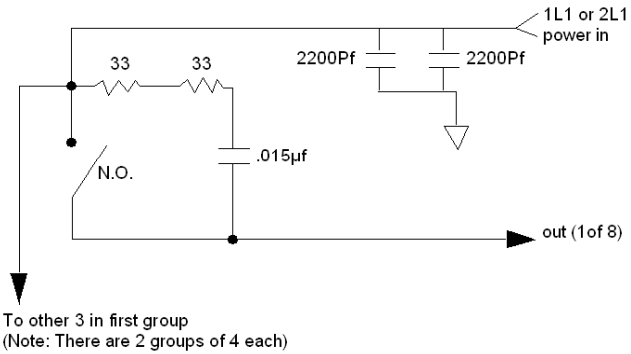 1L1 or 2L1
power in
33
33
2200Pf
2200Pf
.015µf
N.O.
out (1of 8)
To other 3 in first group
(Note: There are 2 groups of 4 each)